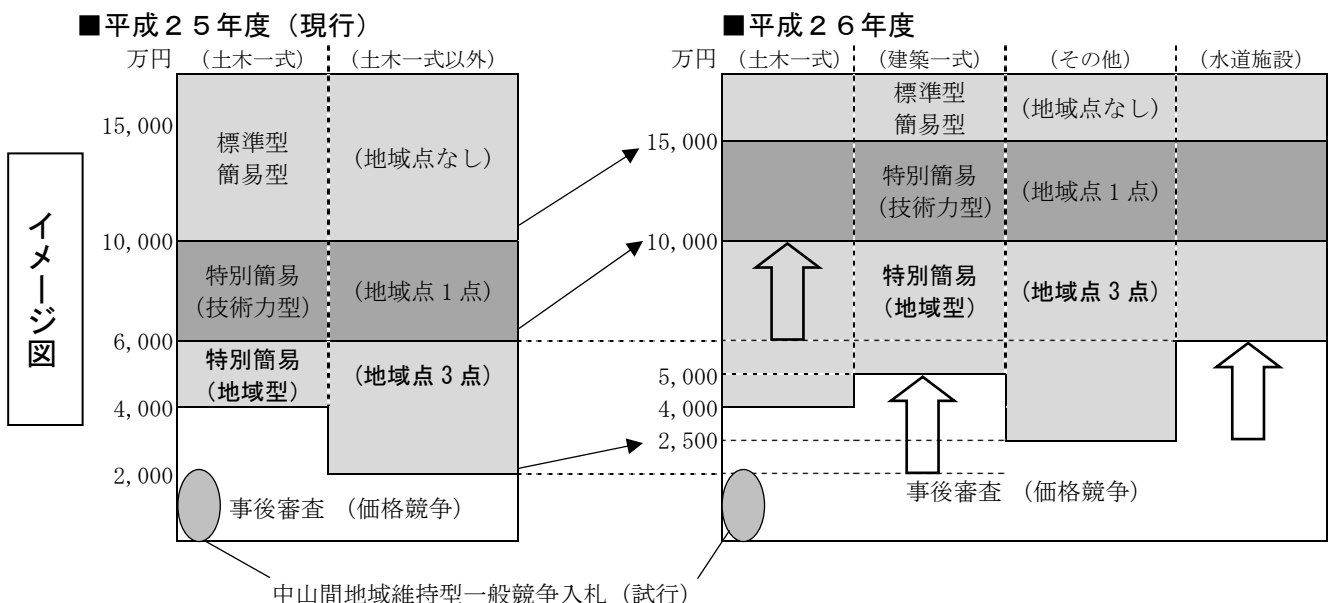 ■平成２５年度（現行）
万円 （土木一式） （土木一式以外）
15,000
標準型
簡易型
（地域点なし）
10,000
特別簡易
（技術力型）
（地域点１点）
6,000
特別簡易
（地域型）
（地域点３点）
4,000
2,000
事後審査 （価格競争）
イメージ図
■平成２６年度
万円 （土木一式） （建築一式） （その他） （水道施設）
標準型
簡易型
（地域点なし）
15,000
特別簡易
（技術力型）
（地域点１点）
10,000
特別簡易
（地域型）
（地域点３点）
5,000
4,000
2,500
事後審査 （価格競争）
中山間地域維持型一般競争入札（試行）